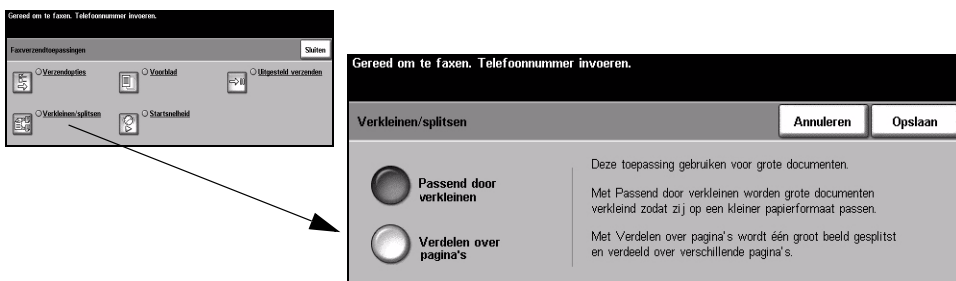 Gereed om te faxen. Telefoonnummer invoeren.
Faxverzendtoepassingen
Sluiten
Verzendopties
Voorblad
Uitgesteld verzenden
Verkleinen/splitsen
Startsnelheid
Gereed om te faxen. Telefoonnummer invoeren.
Verkleinen/splitsen
Annuleren
Opslaan
Passend door
verkleinen
Verdelen over
pagina's
Deze toepassing gebruiken voor grote documenten.
Met Passend door verkleinen worden grote documenten
verkleind zodat zij op een kleiner papierformaat passen.
Met Verdelen over pagina's wordt één groot beeld gesplitst
en verdeeld over verschillende pagina's.